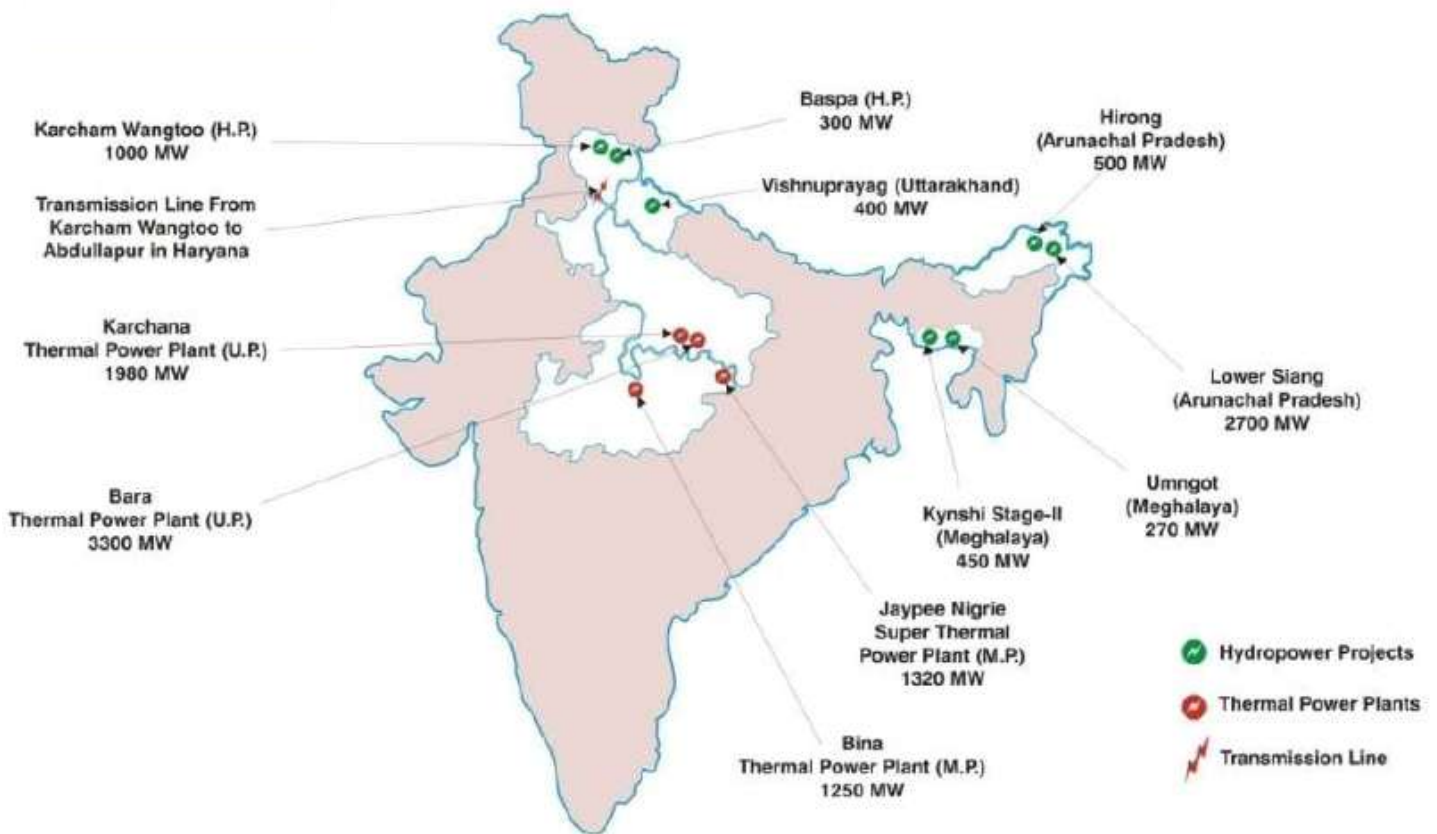 Karcham Wangtoo (H.P.)
1000 MW
Transmission Line From
Karcham Wangtoo to
Abdullapur in Haryana
Karchana
Thermal Power Plant (U.P.)
1980 MW
Bara
Thermal Power Plant (U.P.)
3300 MW
Baspa (H.P.)
300 MW
Vishnuprayag (Uttarakhand)
400 MW
Hirong
(Arunachal Pradesh)
500 MW
Lower Siang
(Arunachal Pradesh)
2700 MW
Umngot
(Meghalaya)
270 MW
Kynshi Stage-II
(Meghalaya)
450 MW
Jaypee Nigrie
Super Thermal
Power Plant (M.P.)
1320 MW
Bina
Thermal Power Plant (M.P.)
1250 MW
Hydropower Projects
Thermal Power Plants
Transmission Line